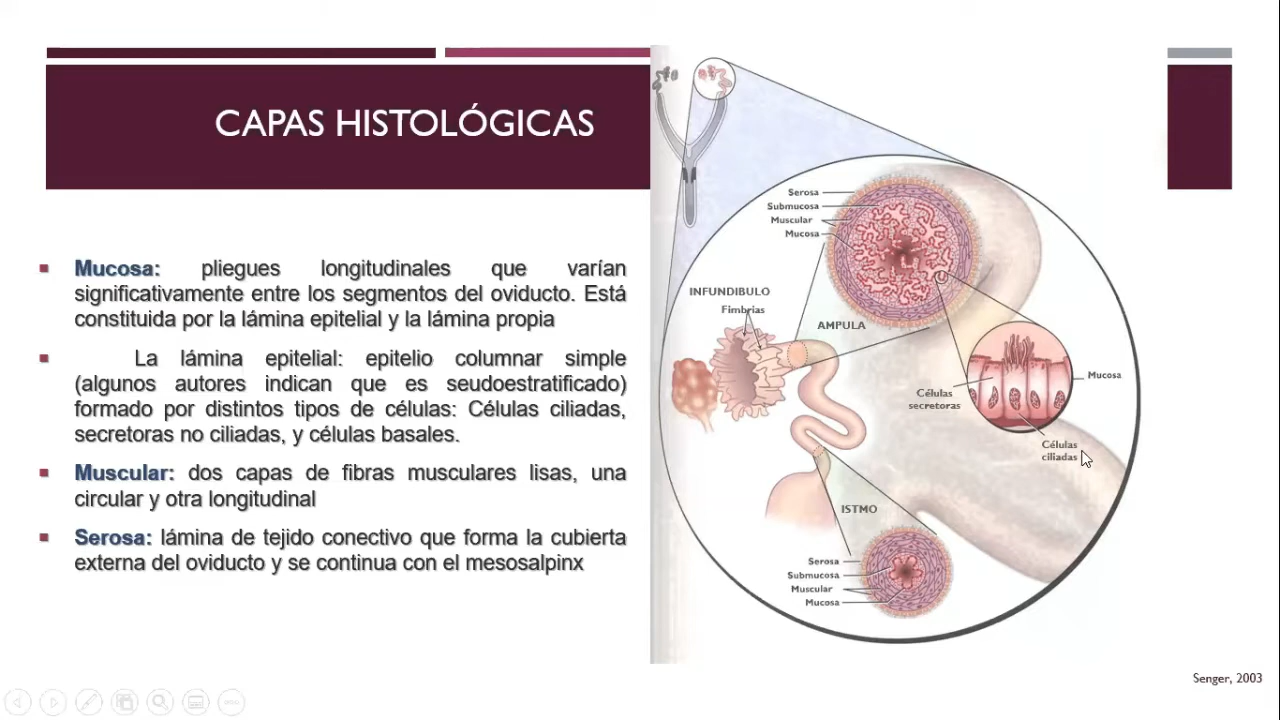 CAPAS HISTOLÓGICAS
Mucosa: pliegues longitudinales que varían
significativamente entre los segmentos del oviducto. Está
constituida por la lámina epitelial y la lámina propia
La lámina epitelial: epitelio columnar simple
(algunos autores indican que es seudoestratificado)
formado por distintos tipos de células: Células ciliadas,
secretoras no ciliadas, y células basales.
Muscular: dos capas de fibras musculares lisas, una
circular y otra longitudinal
Serosa: lámina de tejido conectivo que forma la cubierta
externa del oviducto y se continua con el mesosalpinx
Serosa
Submucosa
Muscular
Mucosa
INFUNDIBULO
Fimbrias
AMPULA
Células
secretoras
Mucosa
Células
ciliadas
ISTMO
Serosa
Submucosa
Muscular
Mucosa
Senger, 2003